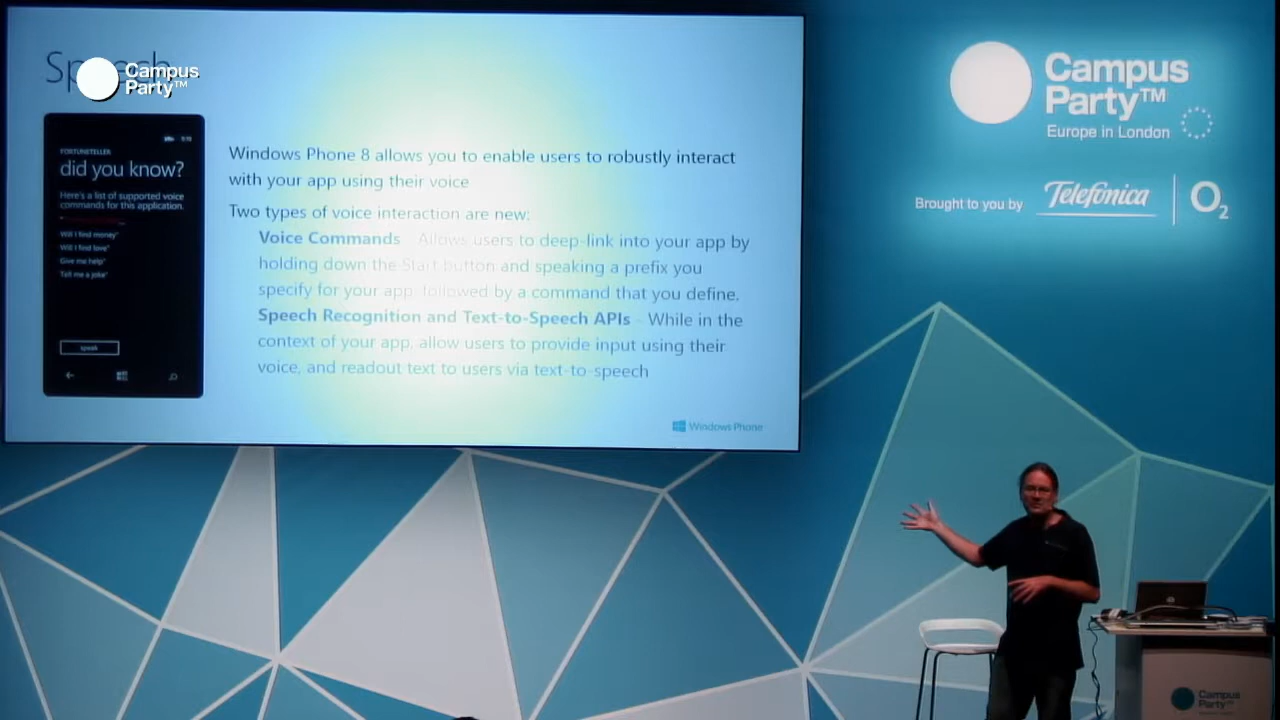 Speech
Campus
Party™
FORTUNETELLER
did you know?
Here's a list of supported voice
commands for this application.
Will I find money"
Will I find love"
Give me help"
Tell me a joke"
speak
Windows Phone 8 allows you to enable users to robustly interact
with your app using their voice
Two types of voice interaction are new:
Voice Commands - Allows users to deep-link into your app by
holding down the Start button and speaking a prefix you
specify for your app, followed by a command that you define.
Speech Recognition and Text-to-Speech APIs - While in the
context of your app, allow users to provide input using their
voice, and readout text to users via text-to-speech
Windows Phone
Campus
Party™
Europe in London
Brought to you by Telefónica O2
Campus
Party™